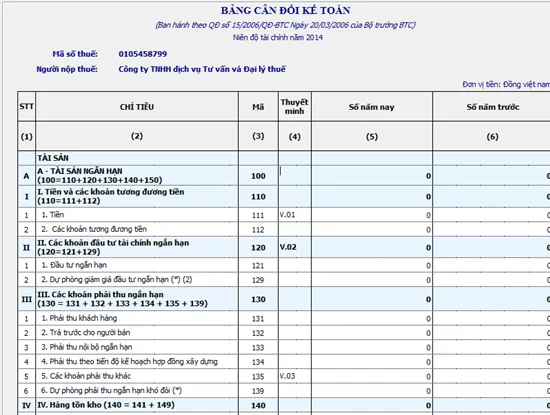 BẢNG CÂN ĐỐI KẾ TOÁN
(Ban hành theo QĐ số 15/2006/QĐ-BTC Ngày 20/03/2006 của Bộ trưởng BTC)
Niên độ tài chính năm 2014
Mã số thuế: 0105458799
Người nộp thuế: Công ty TNHH dịch vụ Tư vấn và Đại lý thuế
Đơn vị tiền: Đồng việt nam
STT CHỈ TIÊU Mã Thuyết minh Số năm nay Số năm trước
(1) (2) (3) (4) (5) (6)
TÀI SẢN
A A - TÀI SẢN NGẮN HẠN (100=110+120+130+140+150) 100 0 0
I I. Tiền và các khoản tương đương tiền (110=111+112) 110 0 0
1 1. Tiền 111 V.01 0 0
2 2. Các khoản tương đương tiền 112 0 0
II II. Các khoản đầu tư tài chính ngắn hạn (120=121+129) 120 V.02 0 0
1 1. Đầu tư ngắn hạn 121 0 0
2 2. Dự phòng giảm giá đầu tư ngắn hạn (*) (2) 129 0 0
III III. Các khoản phải thu ngắn hạn (130 = 131 + 132 + 133 + 134 + 135 + 139) 130 0 0
1 1. Phải thu khách hàng 131 0 0
2 2. Trả trước cho người bán 132 0 0
3 3. Phải thu nội bộ ngắn hạn 133 0 0
4 4. Phải thu theo tiến độ kế hoạch hợp đồng xây dựng 134 0 0
5 5. Các khoản phải thu khác 135 V.03 0 0
6 6. Dự phòng phải thu ngắn hạn khó đòi (*) 139 0 0
IV IV. Hàng tồn kho (140 = 141 + 149) 140 0 0